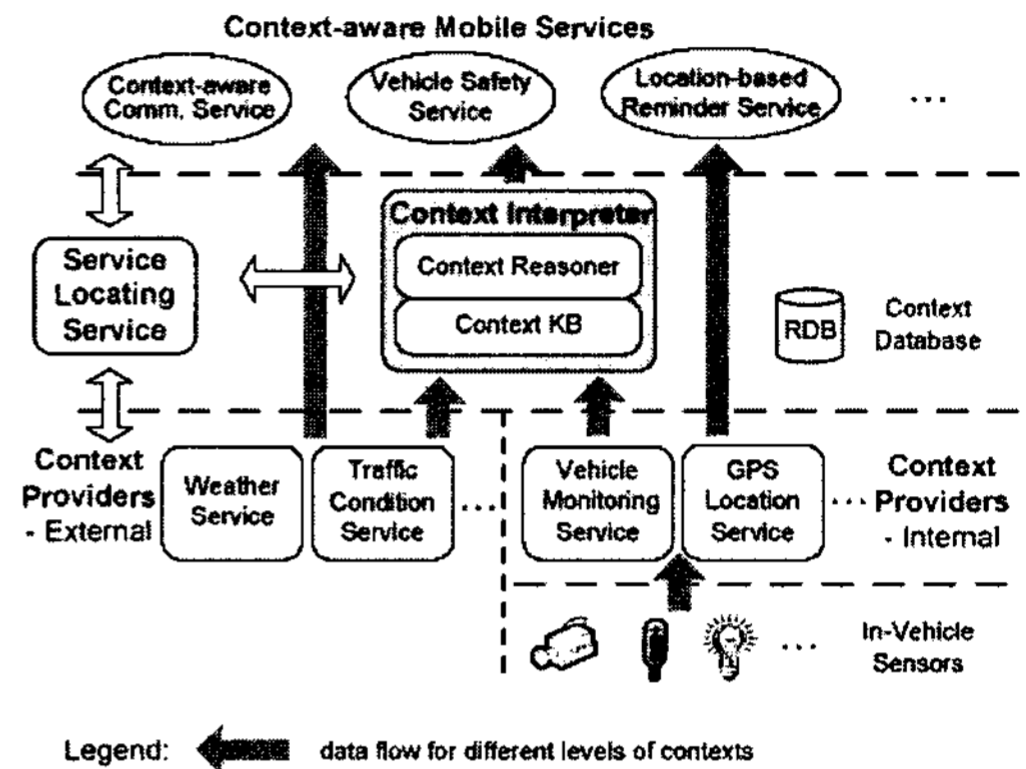 Context-aware Mobile Services
Context-aware
Comm. Service
Vehicle Safety
Service
Location-based
Reminder Service
...
Service
Locating
Service
Context Interpreter
Context Reasoner
Context KB
RDB
Context
Database
Context
Providers
- External
Weather
Service
Traffic
Condition
Service
...
Vehicle
Monitoring
Service
GPS
Location
Service
...
Context
Providers
- Internal
...
In-Vehicle
Sensors
Legend:
data flow for different levels of contexts